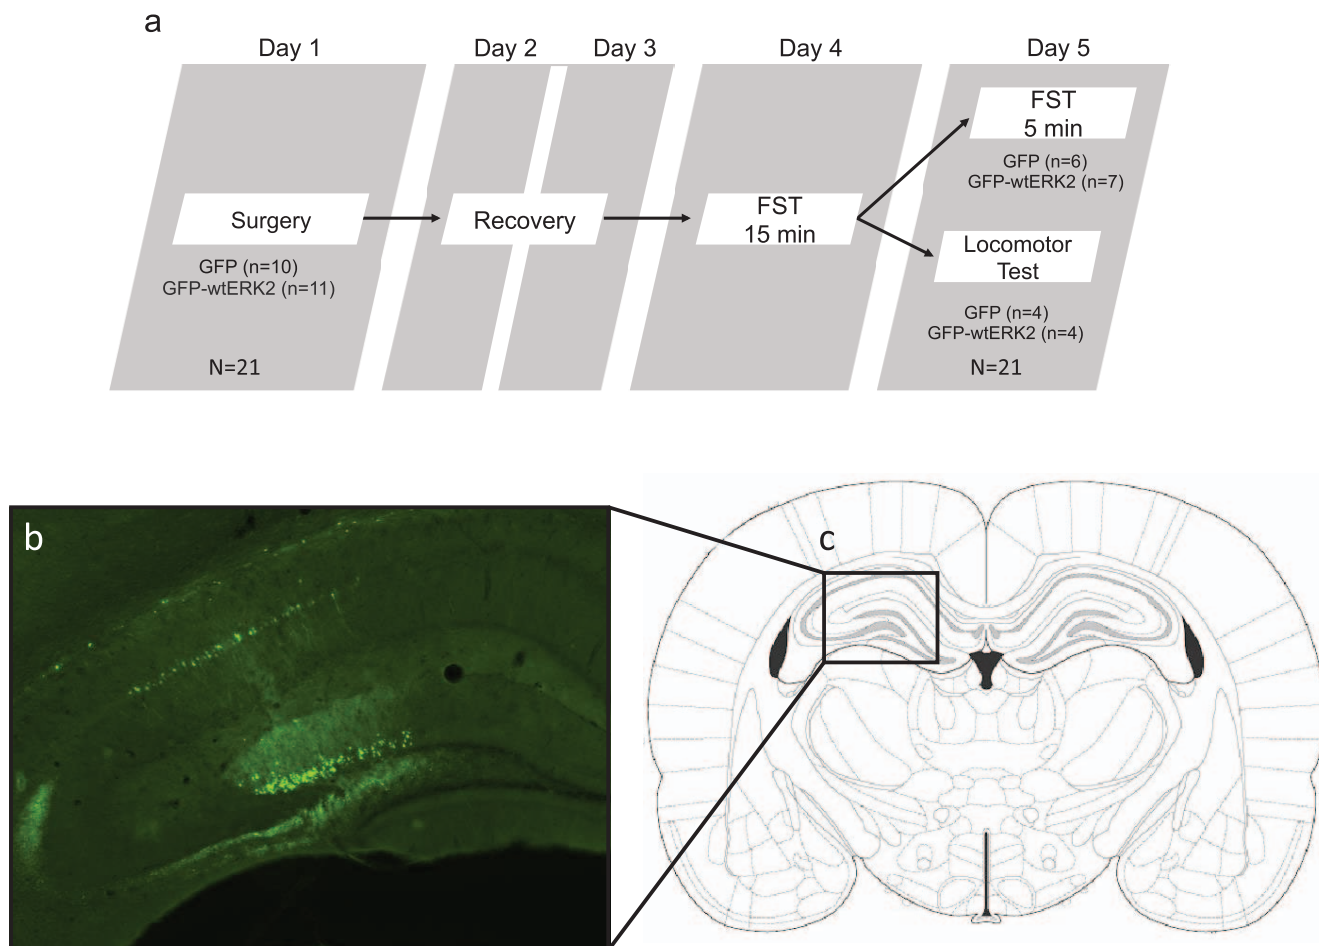 a
Day 1
Day 2
Day 3
Day 4
Day 5
Surgery
GFP (n=10)
GFP-wtERK2 (n=11)
N=21
Recovery
FST
15 min
FST
5 min
GFP (n=6)
GFP-wtERK2 (n=7)
Locomotor
Test
GFP (n=4)
GFP-wtERK2 (n=4)
N=21
b
c